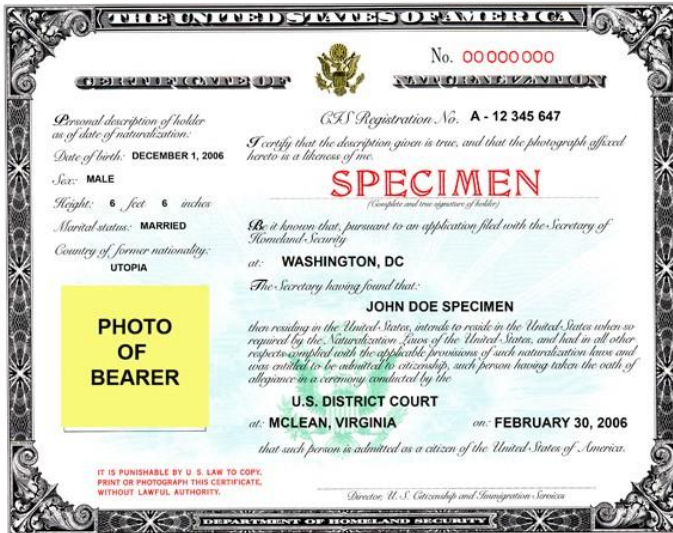 THE UNITED STATES OF AMERICA
No. 00000000
CERTIFICATE OF NATURALIZATION
Personal description of holder
as of date of naturalization:
Date of birth: DECEMBER 1, 2006
Sex: MALE
Height: 6 feet 6 inches
Marital status: MARRIED
Country of former nationality:
UTOPIA
PHOTO
OF
BEARER
IT IS PUNISHABLE BY U. S. LAW TO COPY,
PRINT OR PHOTOGRAPH THIS CERTIFICATE,
WITHOUT LAWFUL AUTHORITY.
CIS Registration No. A - 12 345 647
I certify that the description given is true, and that the photograph affixed
hereto is a likeness of me.
SPECIMEN
(Complete and true signature of holder)
Be it known that, pursuant to an application filed with the Secretary of
Homeland Security
at: WASHINGTON, DC
The Secretary having found that:
JOHN DOE SPECIMEN
then residing in the United States, intends to reside in the United States when so
required by the Naturalization Laws of the United States, and had in all other
respects complied with the applicable provisions of such naturalization laws and
was entitled to be admitted to citizenship, such person having taken the oath of
allegiance in a ceremony conducted by the
U.S. DISTRICT COURT
at: MCLEAN, VIRGINIA on: FEBRUARY 30, 2006
that such person is admitted as a citizen of the United States of America.
Director, U. S. Citizenship and Immigration Services
DEPARTMENT OF HOMELAND SECURITY